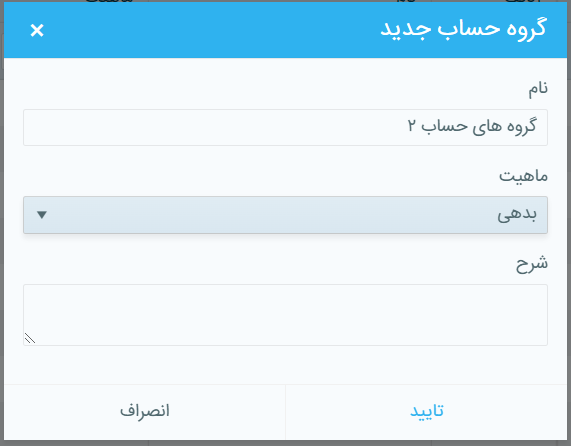 گروه حساب جدید ×
نام
گروه های حساب ۲
ماهیت
بدهی
شرح
تایید
انصراف